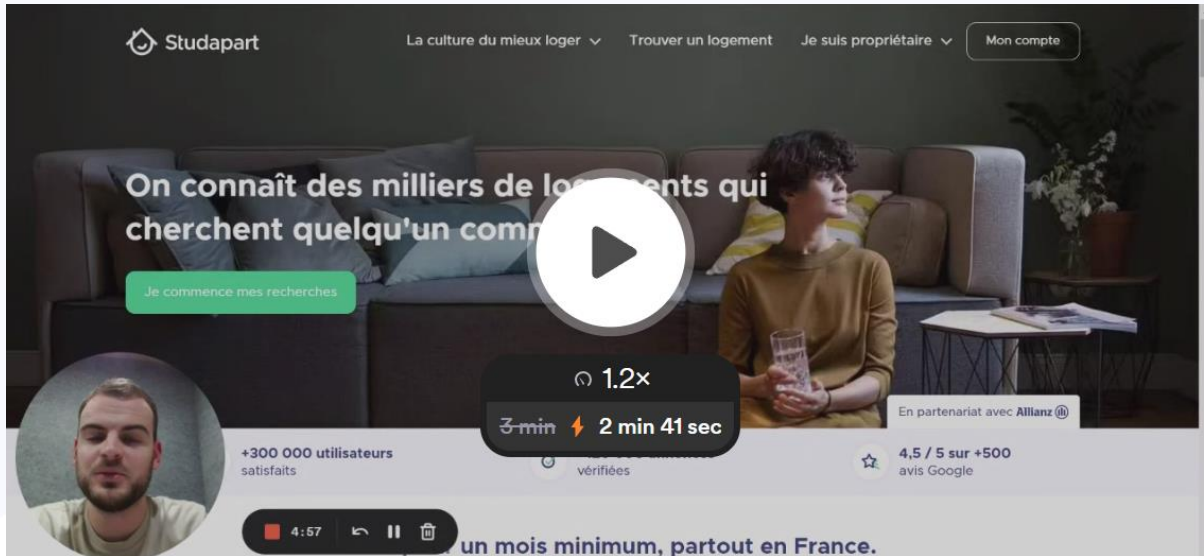 Studapart
La culture du mieux loger
Trouver un logement
Je suis propriétaire
Mon compte
On connaît des milliers de qui
cherchent quelqu'un
Je commence mes recherches
1.2×
3 min 2 min 41 sec
En partenariat avec Allianz
+300 000 utilisateurs
satisfaits
vérifiées
4,5 / 5 sur +500
avis Google
4:57
un mois minimum, partout en France.